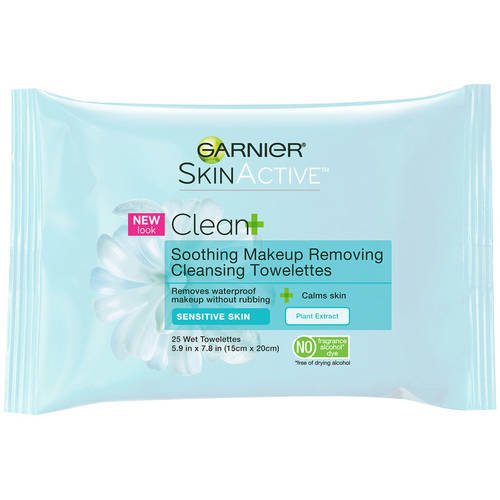 GARNIER®
SKINACTIVE™
NEW look
Clean+
Soothing Makeup Removing
Cleansing Towelettes
Removes waterproof
makeup without rubbing
+ Calms skin
SENSITIVE SKIN
Plant Extract
25 Wet Towelettes
5.9 in x 7.8 in (15cm x 20cm)
NO fragrance
alcohol*
dye
*free of drying alcohol